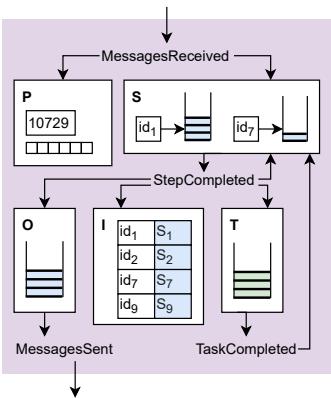 MessagesReceived
P
10729
S
id1
id7
StepCompleted
O
I
id1 S1
id2 S2
id7 S7
id9 S9
T
MessagesSent
TaskCompleted